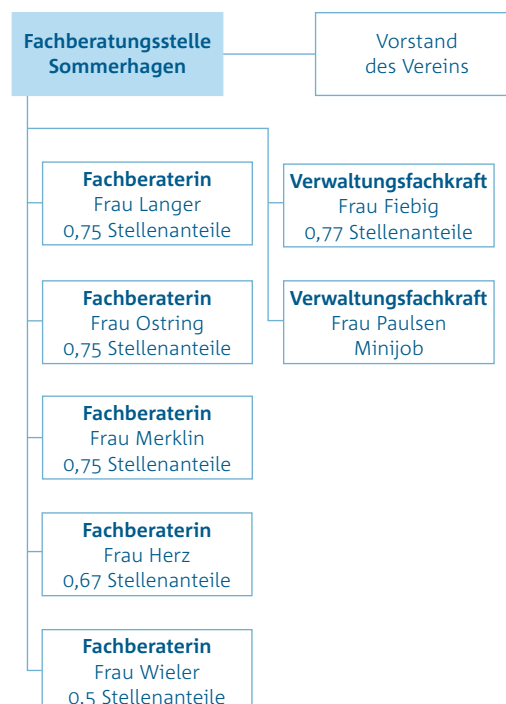 Fachberatungsstelle
Sommerhagen
Vorstand
des Vereins
Fachberaterin
Frau Langer
0,75 Stellenanteile
Verwaltungsfachkraft
Frau Fiebig
0,77 Stellenanteile
Fachberaterin
Frau Ostring
0,75 Stellenanteile
Verwaltungsfachkraft
Frau Paulsen
Minijob
Fachberaterin
Frau Merklin
0,75 Stellenanteile
Fachberaterin
Frau Herz
0,67 Stellenanteile
Fachberaterin
Frau Wieler
0,5 Stellenanteile